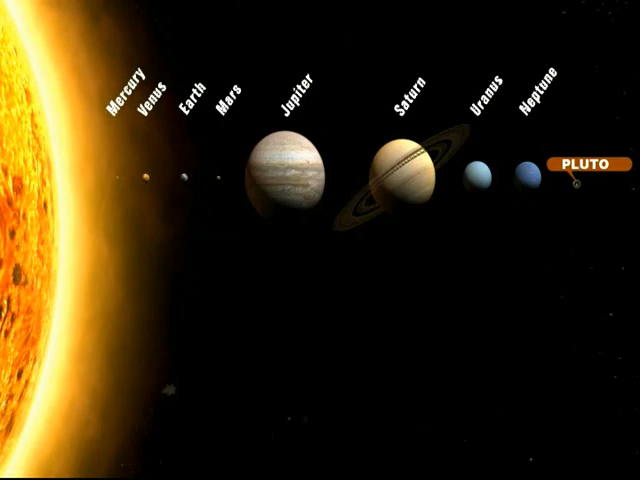 Mercury
Venus
Earth
Mars
Jupiter
Saturn
Uranus
Neptune
PLUTO